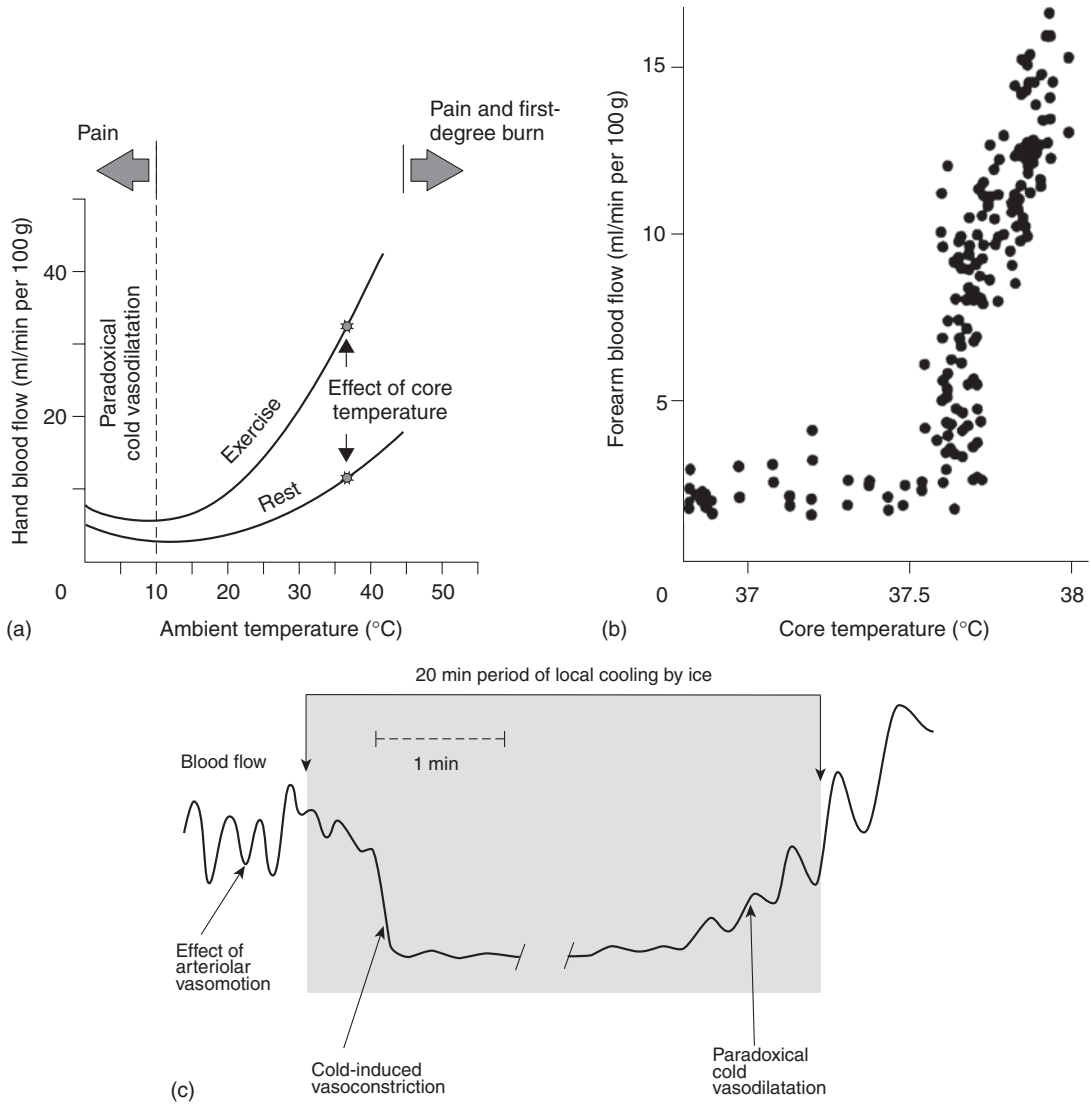 Pain
Pain and first-
degree burn
Hand blood flow (ml/min per 100 g)
40
20
0
Paradoxical
cold vasodilatation
Exercise
Rest
Effect of core
temperature
10
20
30
40
50
(a)
Ambient temperature (°C)
Forearm blood flow (ml/min per 100 g)
15
10
5
0
37
37.5
38
(b)
Core temperature (°C)
20 min period of local cooling by ice
1 min
Blood flow
Effect of
arteriolar
vasomotion
Cold-induced
vasoconstriction
Paradoxical
cold
vasodilatation
(c)